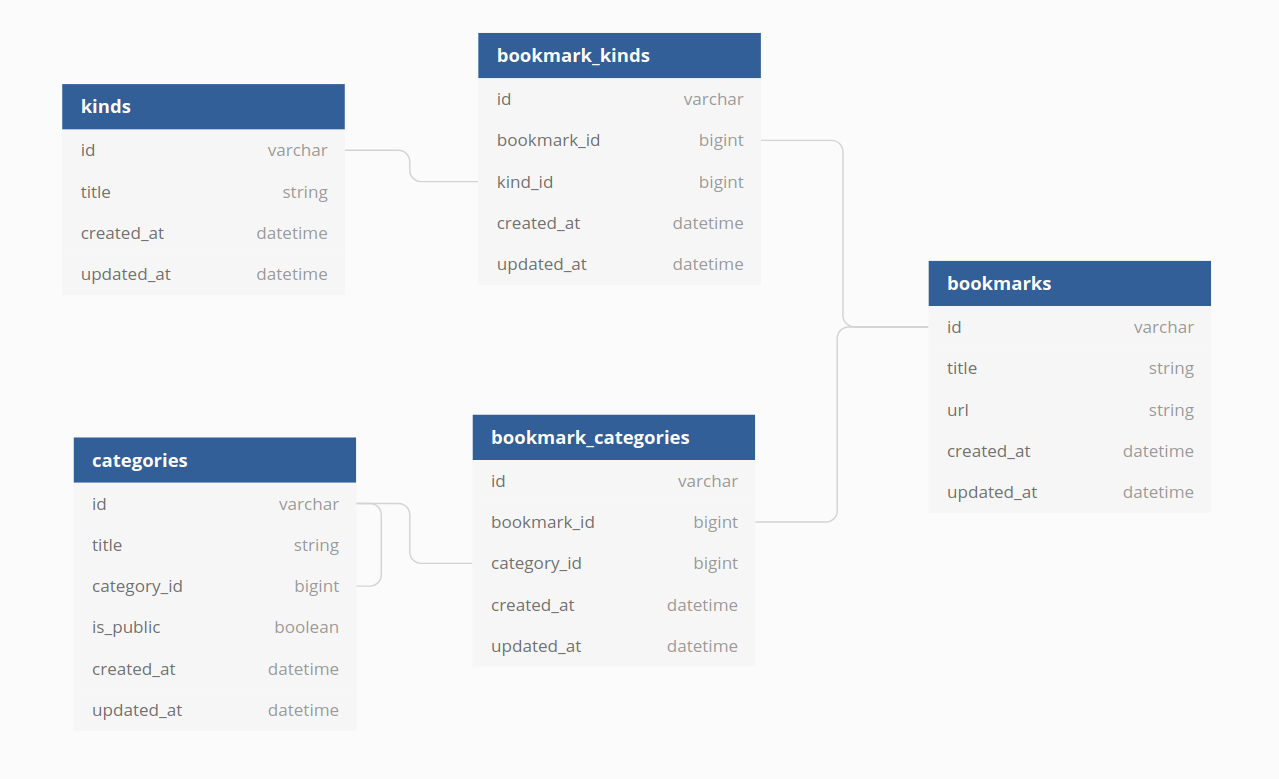 kinds
id varchar
title string
created_at datetime
updated_at datetime
bookmark_kinds
id varchar
bookmark_id bigint
kind_id bigint
created_at datetime
updated_at datetime
bookmarks
id varchar
title string
url string
created_at datetime
updated_at datetime
categories
id varchar
title string
category_id bigint
is_public boolean
created_at datetime
updated_at datetime
bookmark_categories
id varchar
bookmark_id bigint
category_id bigint
created_at datetime
updated_at datetime